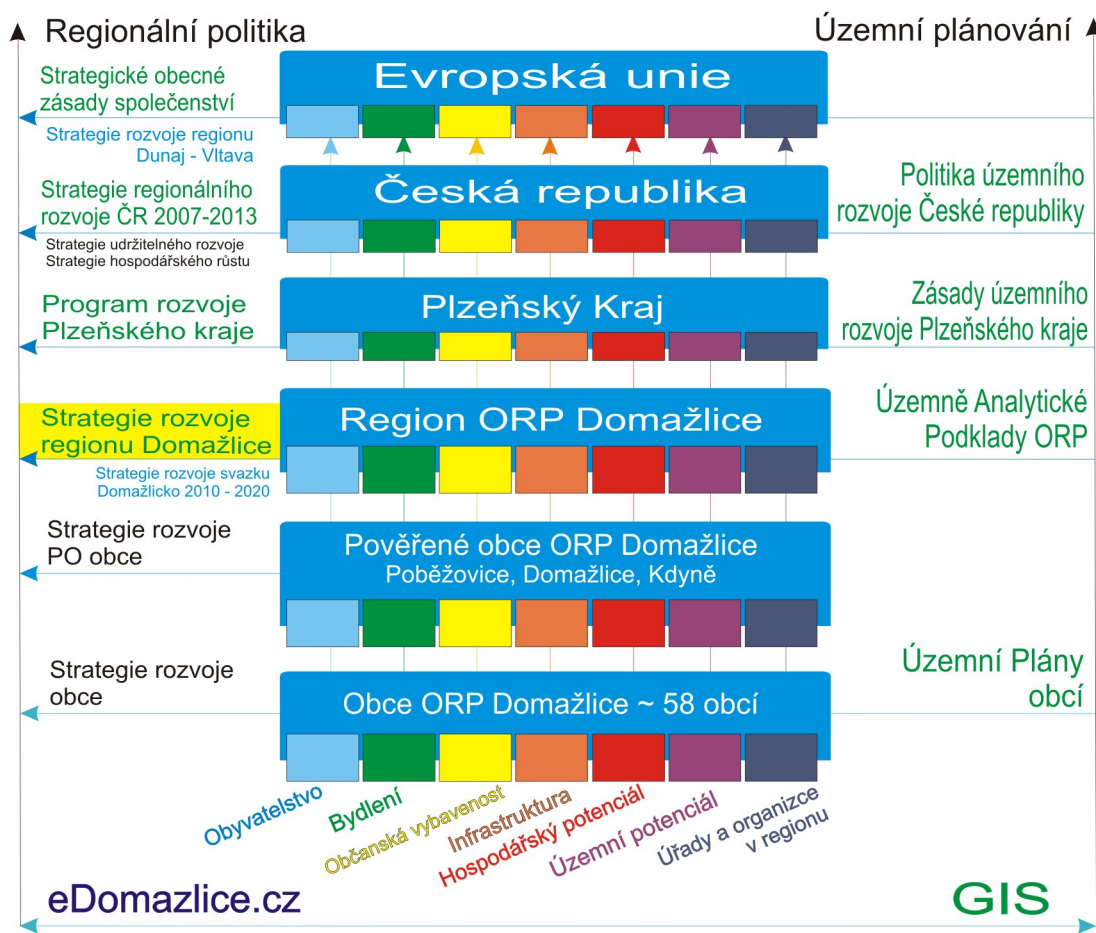 Regionální politika
Územní plánování
Strategické obecné
zásady společenství
Evropská unie
Strategie rozvoje regionu
Dunaj - Vltava
Strategie regionálního
rozvoje ČR 2007-2013
Česká republika
Politika územního
rozvoje České republiky
Strategie udržitelného rozvoje
Strategie hospodářského růstu
Program rozvoje
Plzeňského kraje
Plzeňský Kraj
Zásady územního
rozvoje Plzeňského kraje
Strategie rozvoje
regionu Domažlice
Region ORP Domažlice
Územně Analytické
Podklady ORP
Strategie rozvoje svazku
Domažlicko 2010 - 2020
Strategie rozvoje
PO obce
Pověřené obce ORP Domažlice
Poběžovice, Domažlice, Kdyně
Strategie rozvoje
obce
Obce ORP Domažlice ~ 58 obcí
Územní Plány
obcí
Obyvatelstvo
Bydlení
Občanská vybavenost
Infrastruktura
Hospodářský potenciál
Územní potenciál
Úřady a organizce
v regionu
eDomazlice.cz
GIS